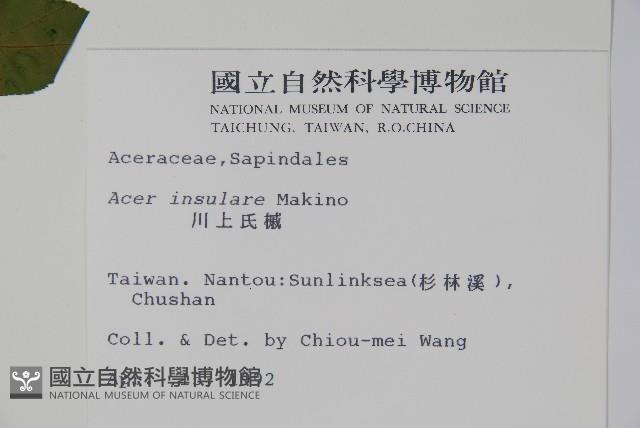 國立自然科學博物館
NATIONAL MUSEUM OF NATURAL SCIENCE
TAICHUNG, TAIWAN, R.O.CHINA
Aceraceae,Sapindales
Acer insulare Makino
川上氏槭
Taiwan. Nantou:Sunlinksea(杉林溪),
Chushan
Coll. & Det. by Chiou-mei Wang
1992
國立自然科學博物館
NATIONAL MUSEUM OF NATURAL SCIENCE